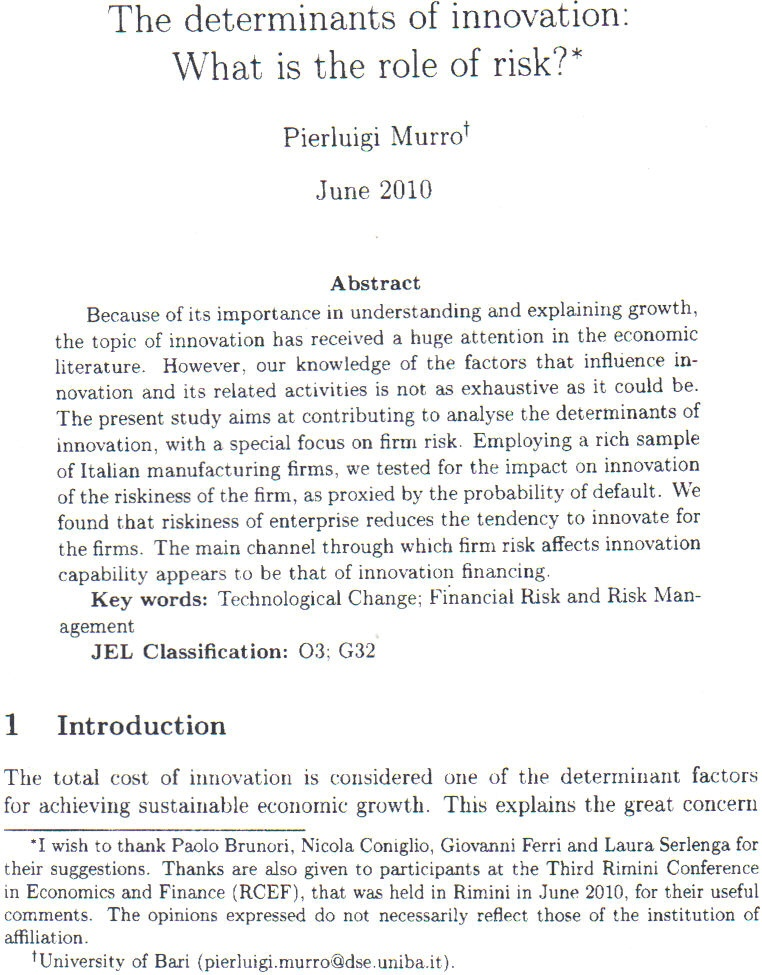 The determinants of innovation:
What is the role of risk?*
Pierluigi Murro†
June 2010
Abstract
Because of its importance in understanding and explaining growth,
the topic of innovation has received a huge attention in the economic
literature. However, our knowledge of the factors that influence in-
novation and its related activities is not as exhaustive as it could be.
The present study aims at contributing to analyse the determinants of
innovation, with a special focus on firm risk. Employing a rich sample
of Italian manufacturing firms, we tested for the impact on innovation
of the riskiness of the firm, as proxied by the probability of default. We
found that riskiness of enterprise reduces the tendency to innovate for
the firms. The main channel through which firm risk affects innovation
capability appears to be that of innovation financing.
Key words: Technological Change; Financial Risk and Risk Man-
agement
JEL Classification: O3; G32
1 Introduction
The total cost of innovation is considered one of the determinant factors
for achieving sustainable economic growth. This explains the great concern
*I wish to thank Paolo Brunori, Nicola Coniglio, Giovanni Ferri and Laura Serlenga for
their suggestions. Thanks are also given to participants at the Third Rimini Conference
in Economics and Finance (RCEF), that was held in Rimini in June 2010, for their useful
comments. The opinions expressed do not necessarily reflect those of the institution of
affiliation.
†University of Bari (pierluigi.murro@dse.uniba.it).